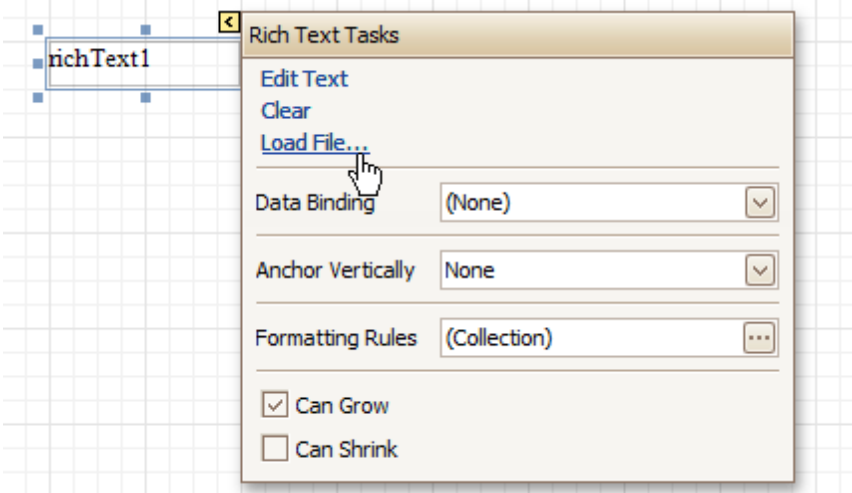 richText1
Rich Text Tasks
Edit Text
Clear
Load File...
Data Binding (None)
Anchor Vertically None
Formatting Rules (Collection)
Can Grow
Can Shrink